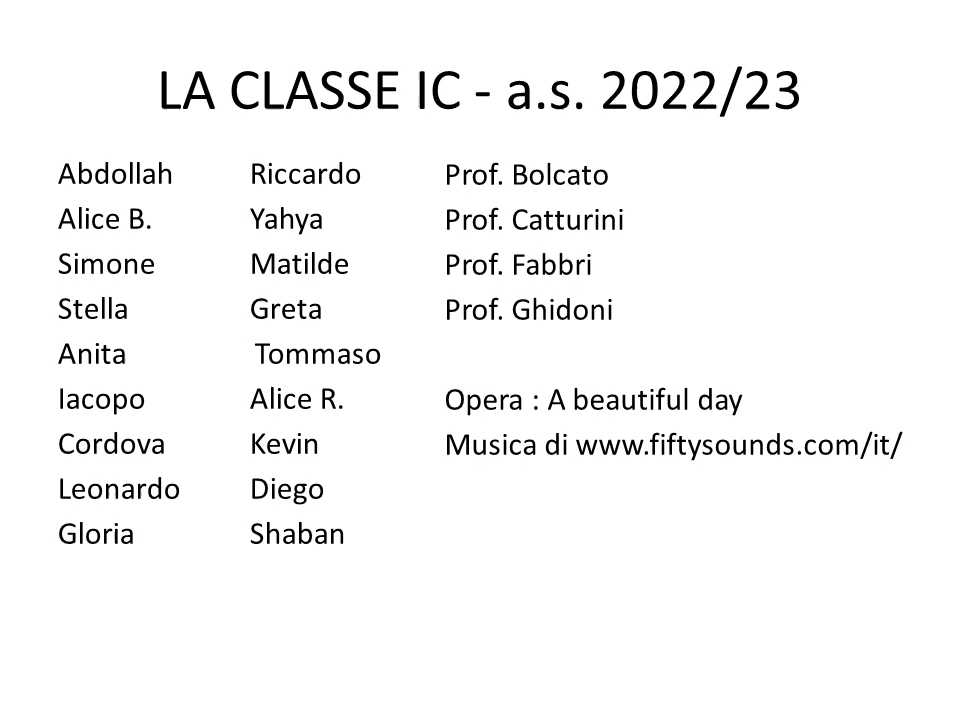 LA CLASSE IC - a.s. 2022/23
Abdollah
Alice B.
Simone
Stella
Anita
Iacopo
Cordova
Leonardo
Gloria
Riccardo
Yahya
Matilde
Greta
Tommaso
Alice R.
Kevin
Diego
Shaban
Prof. Bolcato
Prof. Catturini
Prof. Fabbri
Prof. Ghidoni
Opera : A beautiful day
Musica di www.fiftysounds.com/it/